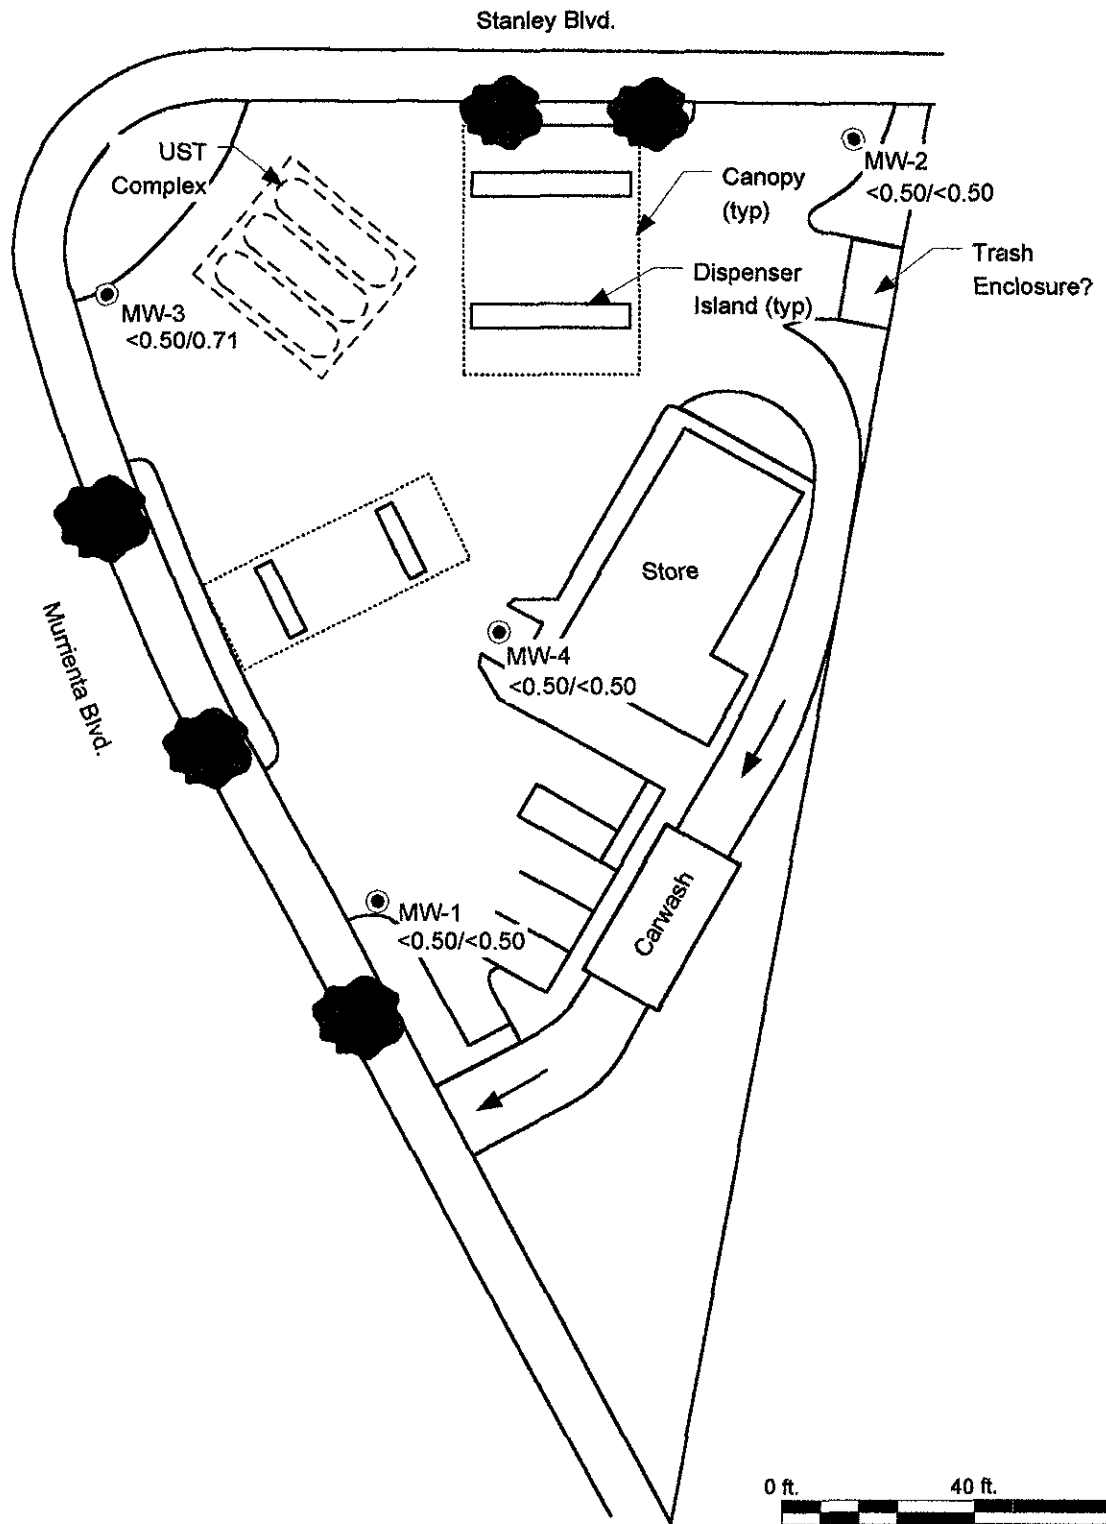 Stanley Blvd.
UST
Complex
MW-2
<0.50/<0.50
Canopy
(typ)
Trash
Enclosure?
Dispenser
Island (typ)
MW-3
<0.50/0.71
Store
Murrienta Blvd.
MW-4
<0.50/<0.50
Carwash
MW-1
<0.50/<0.50
0 ft.
40 ft.